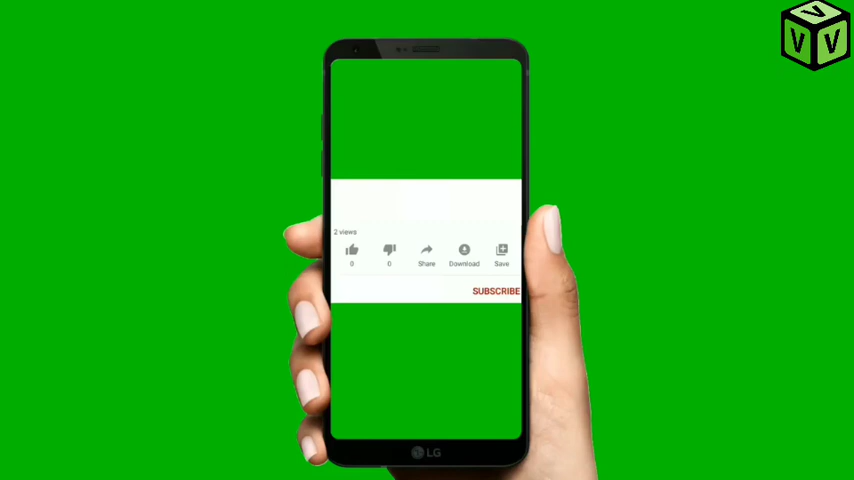 V
V V
2 views
0 0 Share Download Save
SUBSCRIBE
LG